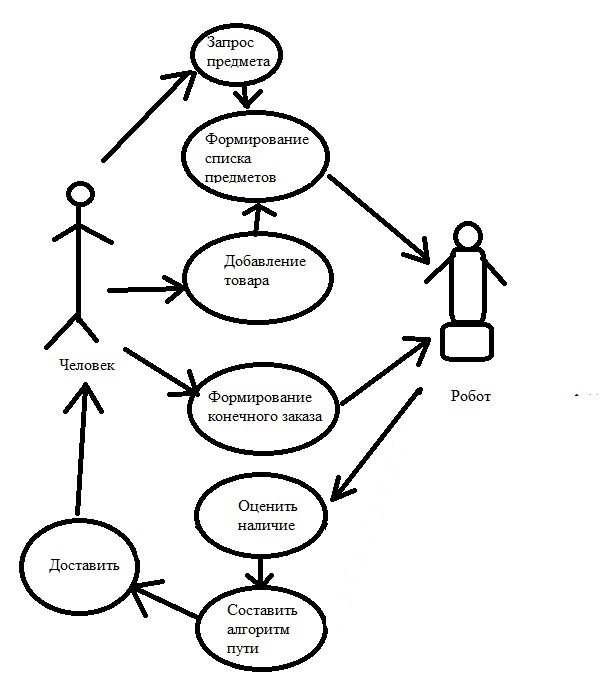 Запрос
предмета
Формирование
списка
предметов
Добавление
товара
Человек
Робот
Формирование
конечного заказа
Оценить
наличие
Доставить
Составить
алгоритм
пути